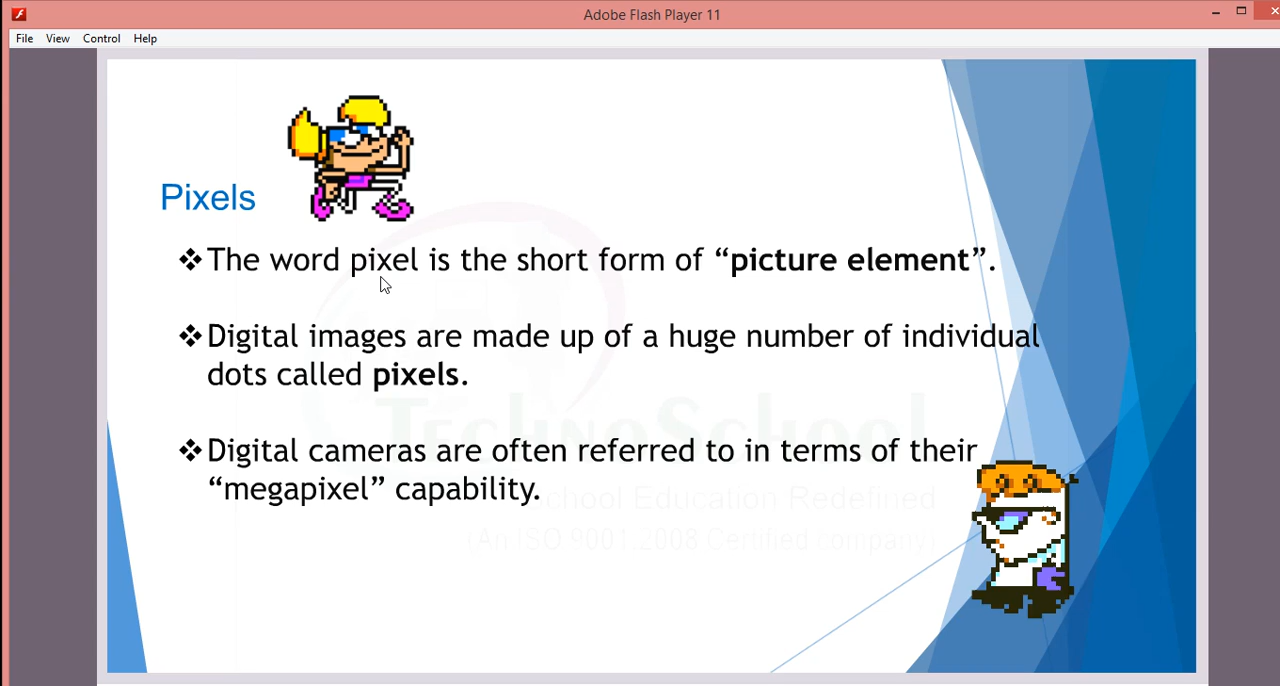 Adobe Flash Player 11
File View Control Help
Pixels
❖The word pixel is the short form of “picture element”.
❖Digital images are made up of a huge number of individual
dots called pixels.
TechnoSchool
❖Digital cameras are often referred to in terms of their
“megapixel” capability.
School Education Redefined
(An ISO 9001:2008 Certified company)